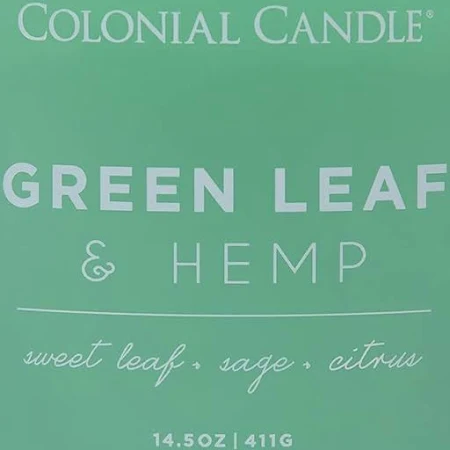 COLONIAL CANDLE®
GREEN LEAF
& HEMP
sweet leaf • sage • citrus
14.5OZ | 411G